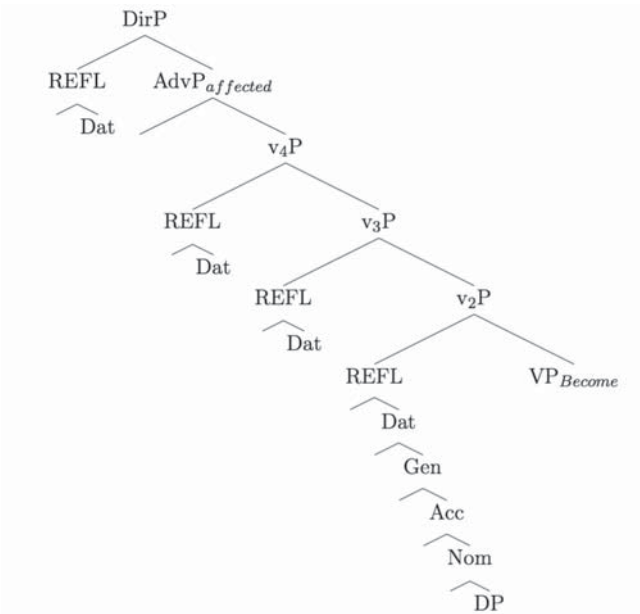 DirP
REFL AdvP_affected
Dat
v₄P
REFL v₃P
Dat
REFL v₂P
Dat
REFL VP_Become
Dat
Gen
Acc
Nom
DP